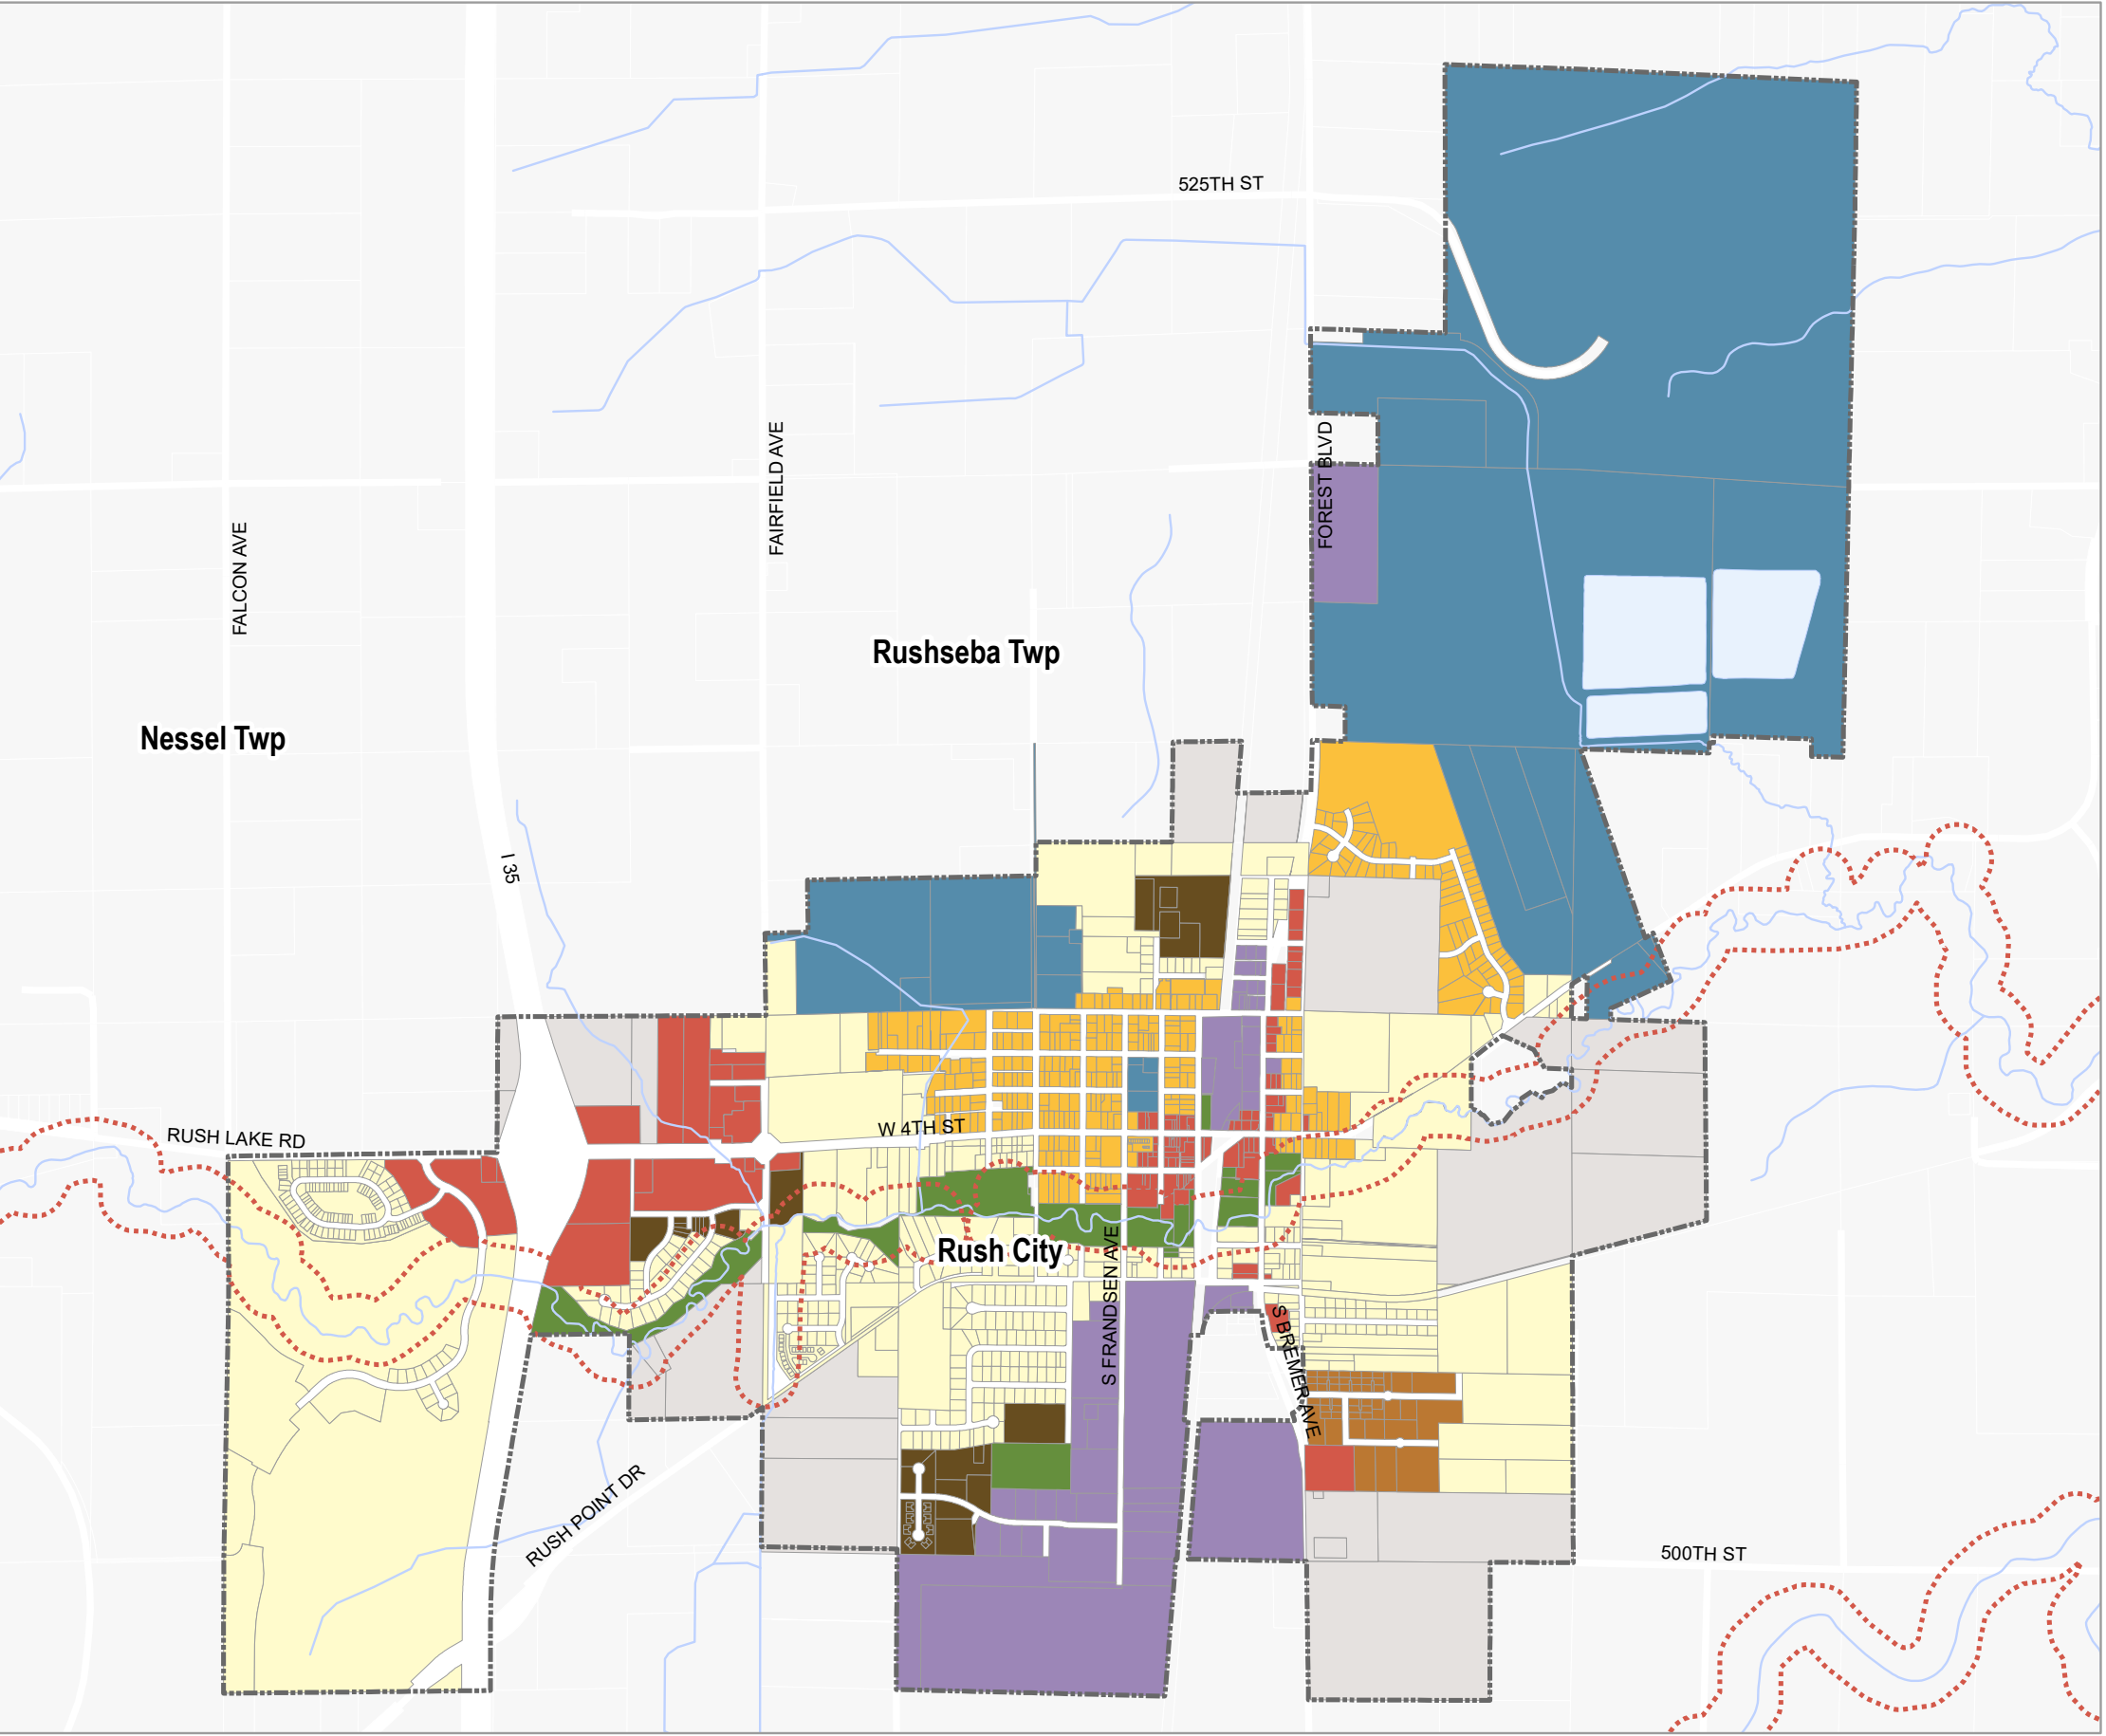 525TH ST
FOREST BLVD
FAIRFIELD AVE
FALCON AVE
Rushseba Twp
Nessel Twp
I 35
RUSH LAKE RD
W 4TH ST
Rush City
S FRANDSEN AVE
S BREMER AVE
RUSH POINT DR
500TH ST